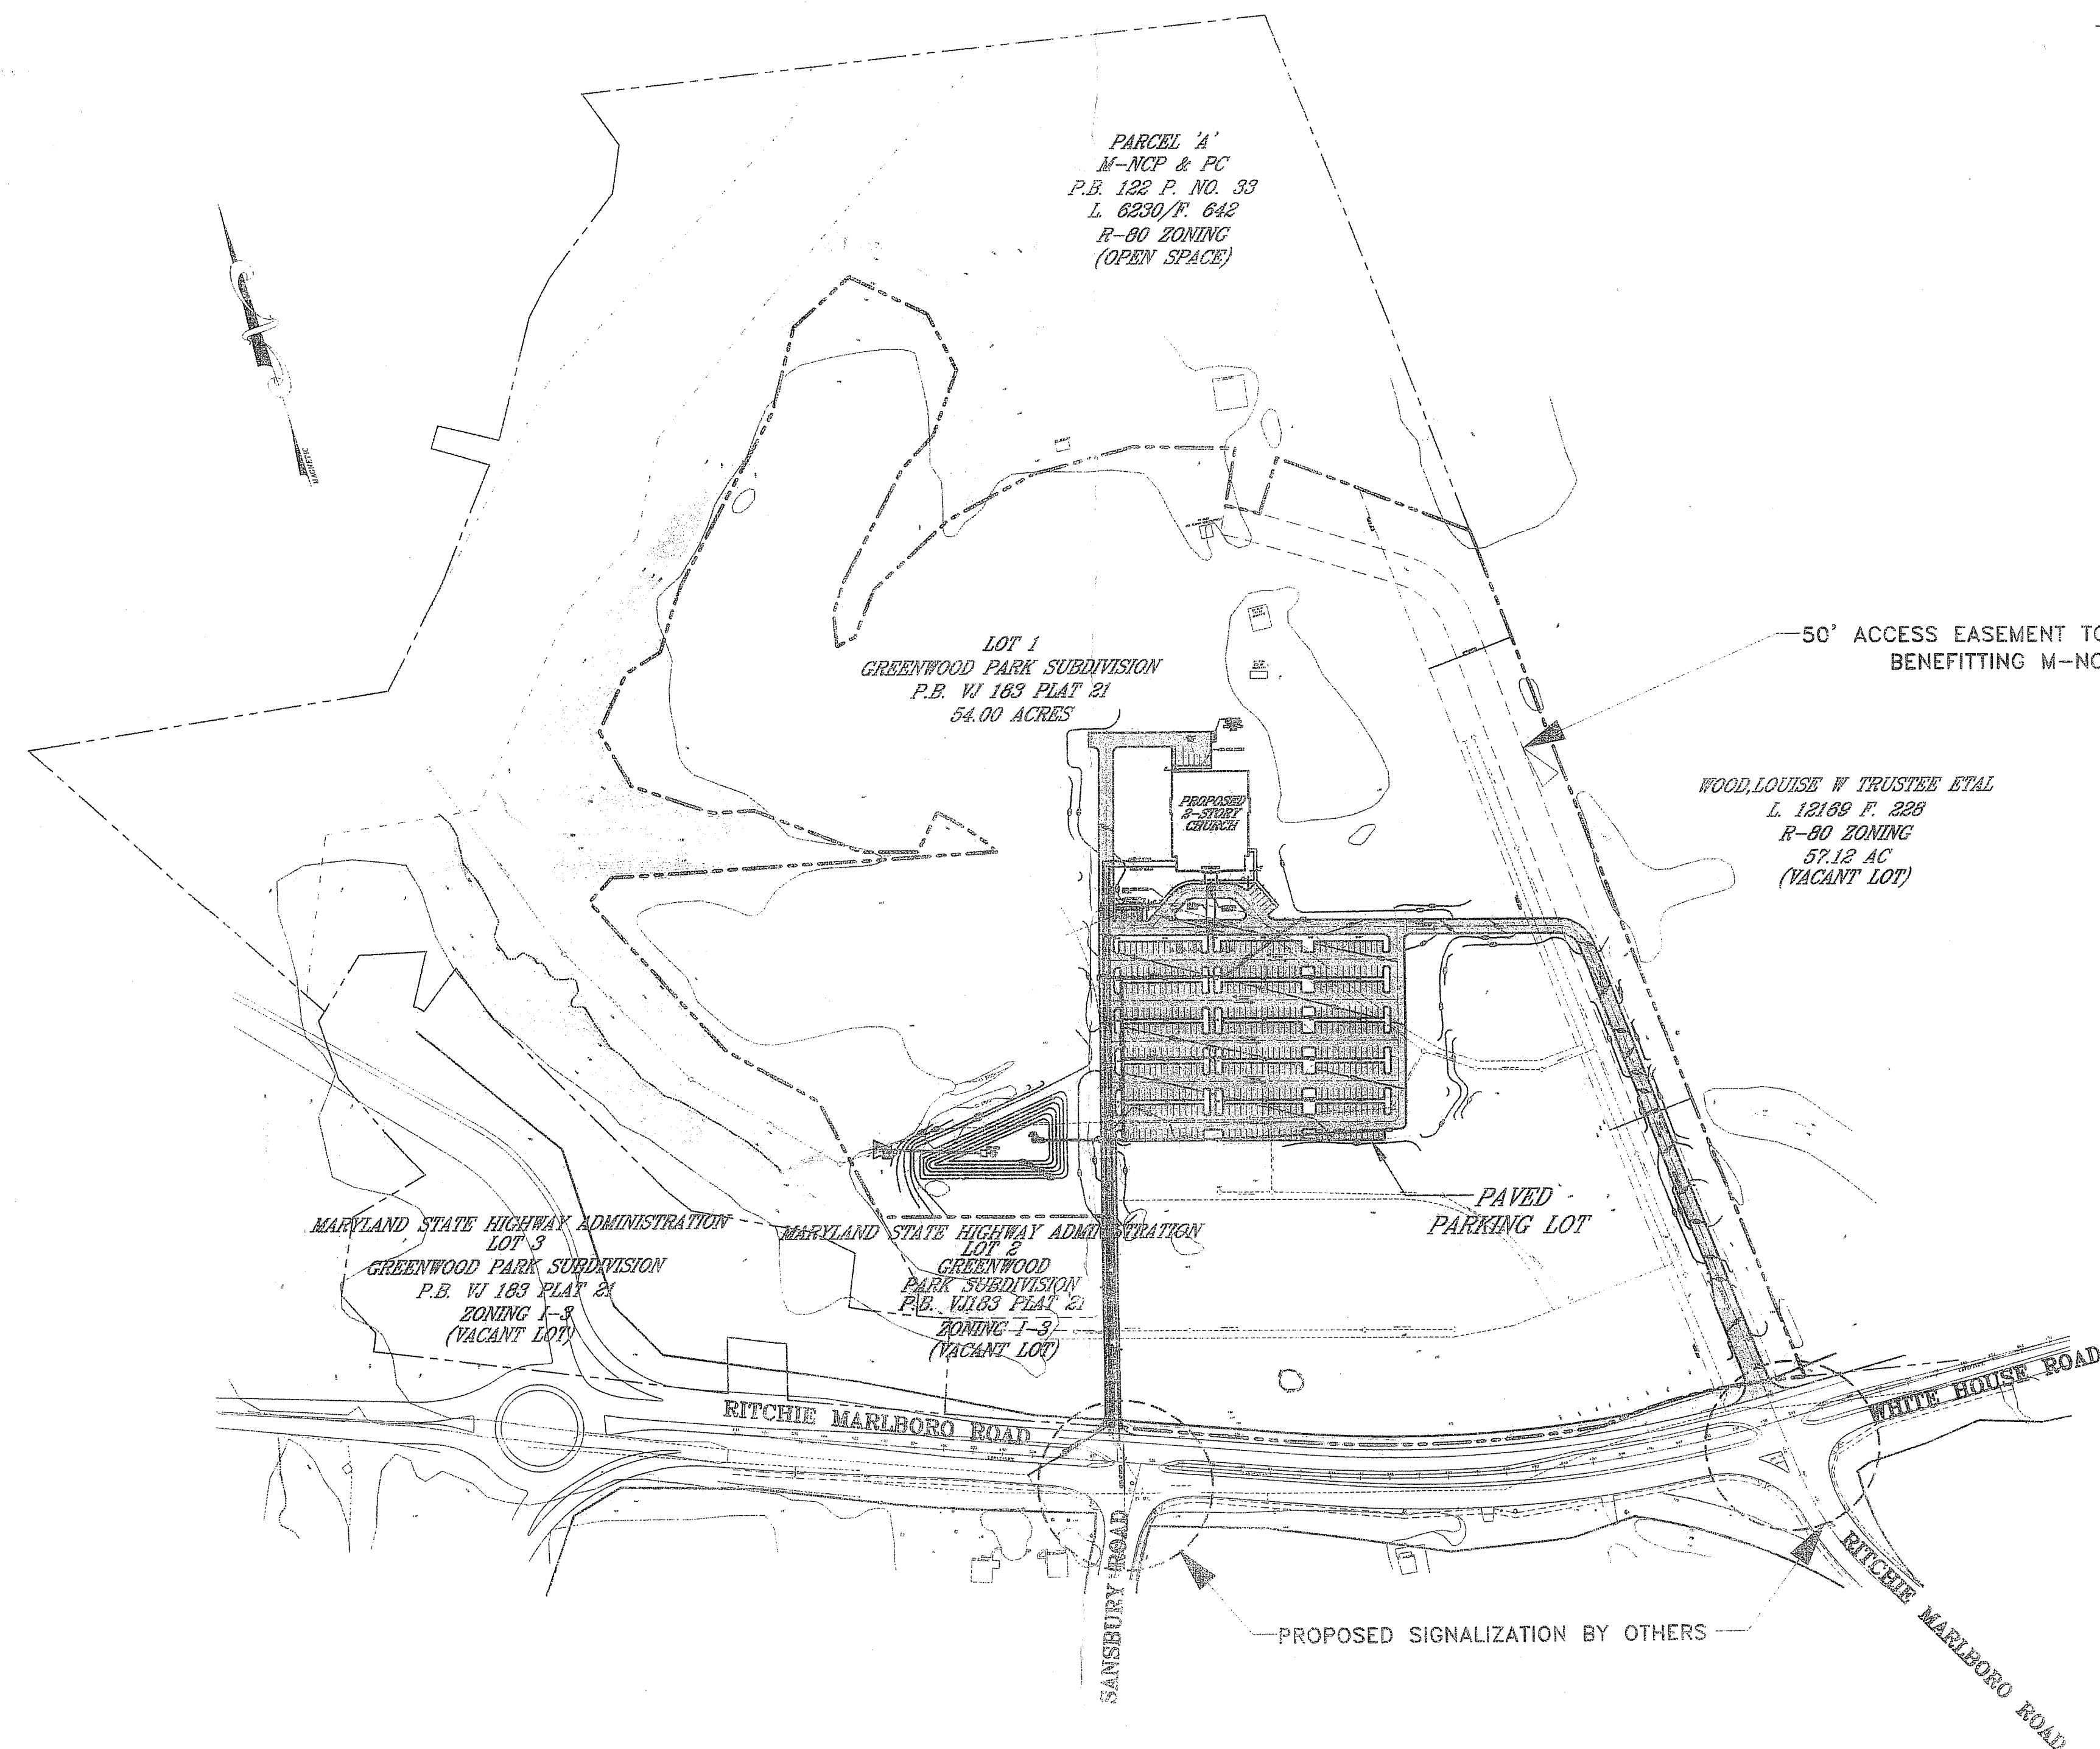 PARCEL 'A'
M-NCP & PC
P.B. 122 P. NO. 33
L. 6230/F. 642
R-80 ZONING
(OPEN SPACE)
MAGNETIC
LOT 1
GREENWOOD PARK SUBDIVISION
P.B. VJ 183 PLAT 21
54.00 ACRES
50' ACCESS EASEMENT TO
BENEFITTING M-NC
WOOD,LOUISE W TRUSTEE ETAL
L. 12169 F. 228
R-80 ZONING
57.12 AC
(VACANT LOT)
PROPOSED
2-STORY
CHURCH
PAVED
PARKING LOT
MARYLAND STATE HIGHWAY ADMINISTRATION
LOT 3
GREENWOOD PARK SUBDIVISION
P.B. VJ 183 PLAT 21
ZONING I-3
(VACANT LOT)
MARYLAND STATE HIGHWAY ADMINISTRATION
LOT 2
GREENWOOD
PARK SUBDIVISION
P.B. VJ183 PLAT 21
ZONING I-3
(VACANT LOT)
RITCHIE MARLBORO ROAD
WHITE HOUSE ROAD
SANSBURY ROAD
RITCHIE MARLBORO ROAD
PROPOSED SIGNALIZATION BY OTHERS